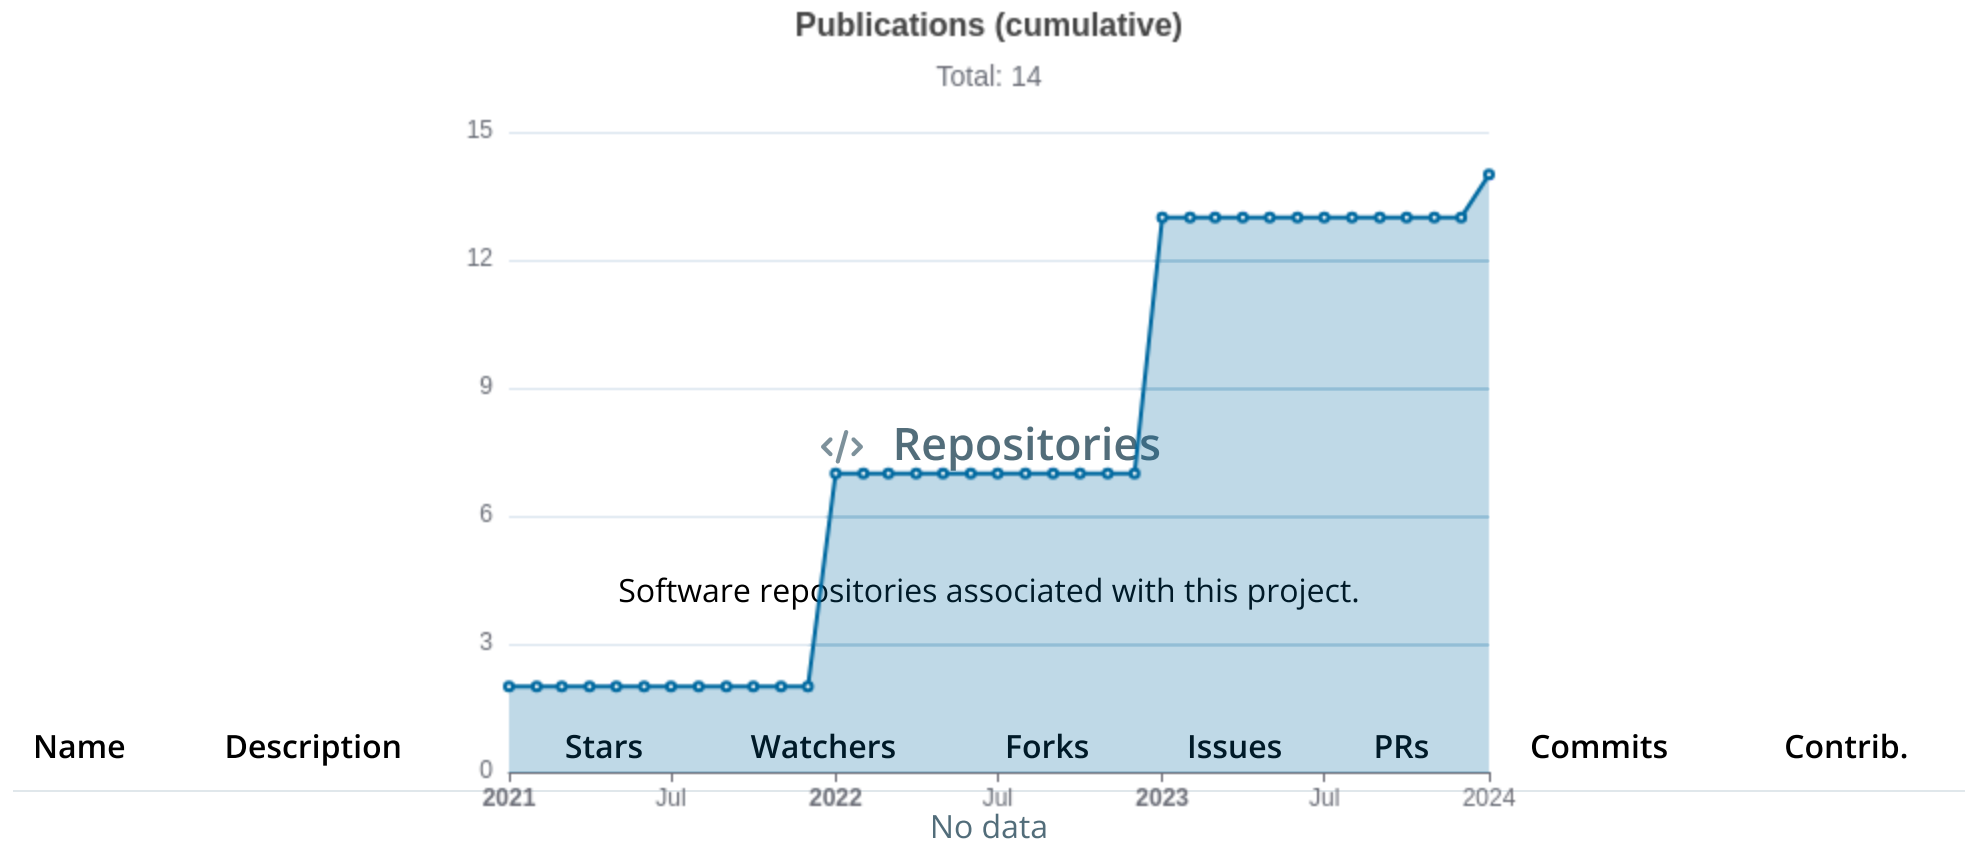 Publications (cumulative)
Total: 14
15
12
9
</> Repositories
6
Software repositories associated with this project.
3
Name Description Stars Watchers Forks Issues PRs Commits Contrib.
0
2021 Jul 2022 Jul 2023 Jul 2024
No data